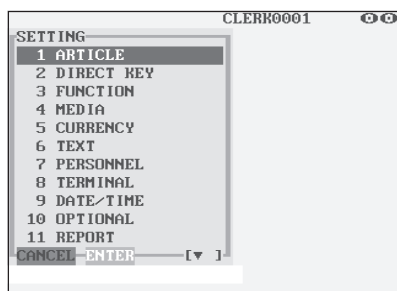 CLERK0001 00
SETTING
1 ARTICLE
2 DIRECT KEY
3 FUNCTION
4 MEDIA
5 CURRENCY
6 TEXT
7 PERSONNEL
8 TERMINAL
9 DATE/TIME
10 OPTIONAL
11 REPORT
CANCEL ENTER [▼ ]